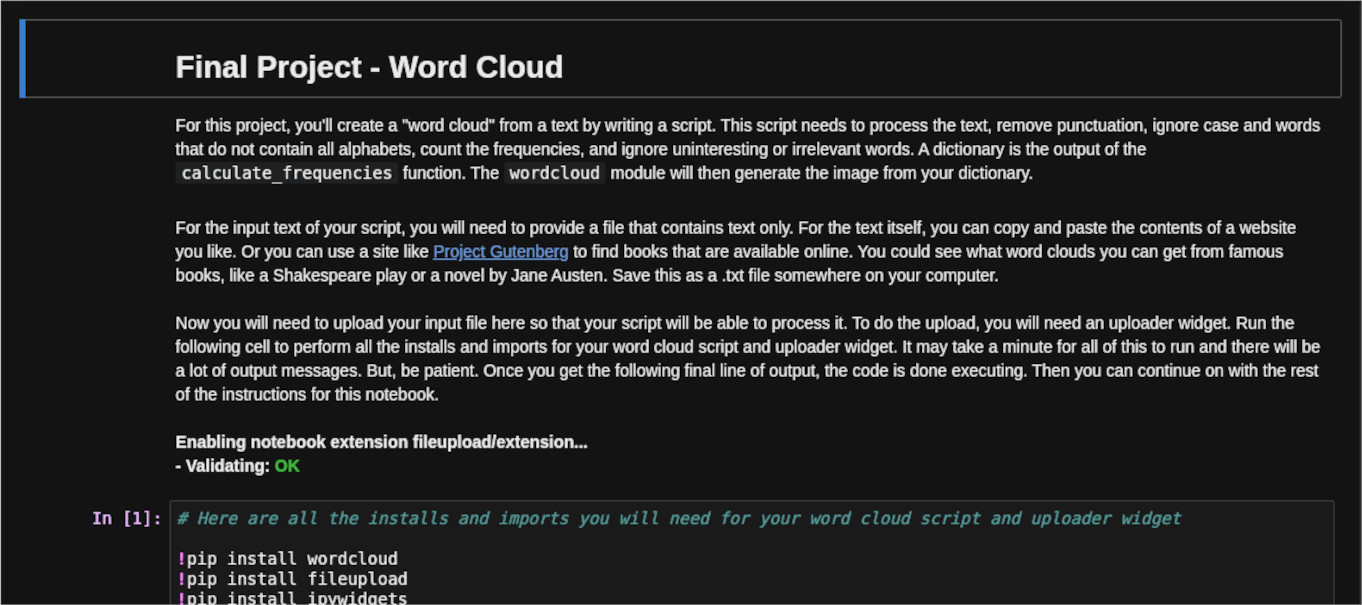 Final Project - Word Cloud
For this project, you'll create a "word cloud" from a text by writing a script. This script needs to process the text, remove punctuation, ignore case and words
that do not contain all alphabets, count the frequencies, and ignore uninteresting or irrelevant words. A dictionary is the output of the
calculate_frequencies function. The wordcloud module will then generate the image from your dictionary.
For the input text of your script, you will need to provide a file that contains text only. For the text itself, you can copy and paste the contents of a website
you like. Or you can use a site like Project Gutenberg to find books that are available online. You could see what word clouds you can get from famous
books, like a Shakespeare play or a novel by Jane Austen. Save this as a .txt file somewhere on your computer.
Now you will need to upload your input file here so that your script will be able to process it. To do the upload, you will need an uploader widget. Run the
following cell to perform all the installs and imports for your word cloud script and uploader widget. It may take a minute for all of this to run and there will be
a lot of output messages. But, be patient. Once you get the following final line of output, the code is done executing. Then you can continue on with the rest
of the instructions for this notebook.
Enabling notebook extension fileupload/extension...
- Validating: OK
In [1]: # Here are all the installs and imports you will need for your word cloud script and uploader widget
!pip install wordcloud
!pip install fileupload
!pip install ipywidgets